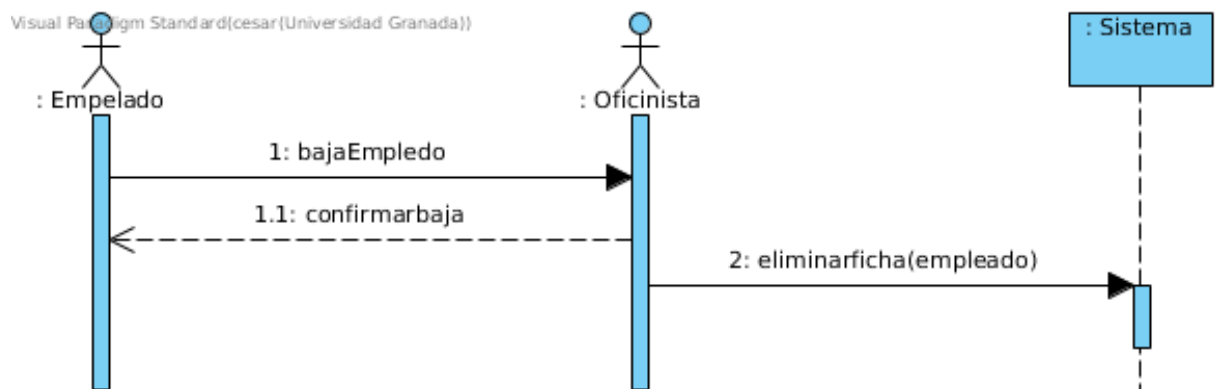 Visual Paradigm Standard(cesar(Universidad Granada))
: Sistema
: Empelado
: Oficinista
1: bajaEmpledo
1.1: confirmarbaja
2: eliminarficha(empleado)